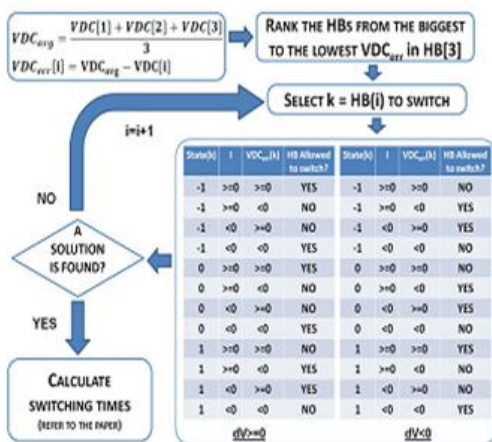 VDC_avg = VDC[1] + VDC[2] + VDC[3]
3
VDC_err[i] = VDC_avg − VDC[i]
RANK THE HBS FROM THE BIGGEST
TO THE LOWEST VDC_err IN HB[3]
SELECT k = HB(i) TO SWITCH
i=i+1
NO
A
SOLUTION
IS FOUND?
YES
CALCULATE
SWITCHING TIMES
(REFER TO THE PAPER)
State(k) I VDC_err(k) HB Allowed to switch? State(k) I VDC_err(k) HB Allowed to switch?
-1 >=0 >=0 YES -1 >=0 >=0 NO
-1 >=0 <0 NO -1 >=0 <0 YES
-1 <0 >=0 NO -1 <0 >=0 NO
-1 <0 <0 YES -1 <0 <0 NO
0 >=0 >=0 YES 0 >=0 >=0 NO
0 >=0 <0 NO 0 >=0 <0 YES
0 <0 >=0 NO 0 <0 >=0 YES
0 <0 <0 YES 0 <0 <0 NO
1 >=0 >=0 NO 1 >=0 >=0 YES
1 >=0 <0 NO 1 >=0 <0 YES
1 <0 >=0 YES 1 <0 >=0 NO
1 <0 <0 NO 1 <0 <0 YES
dV>=0 dV<0